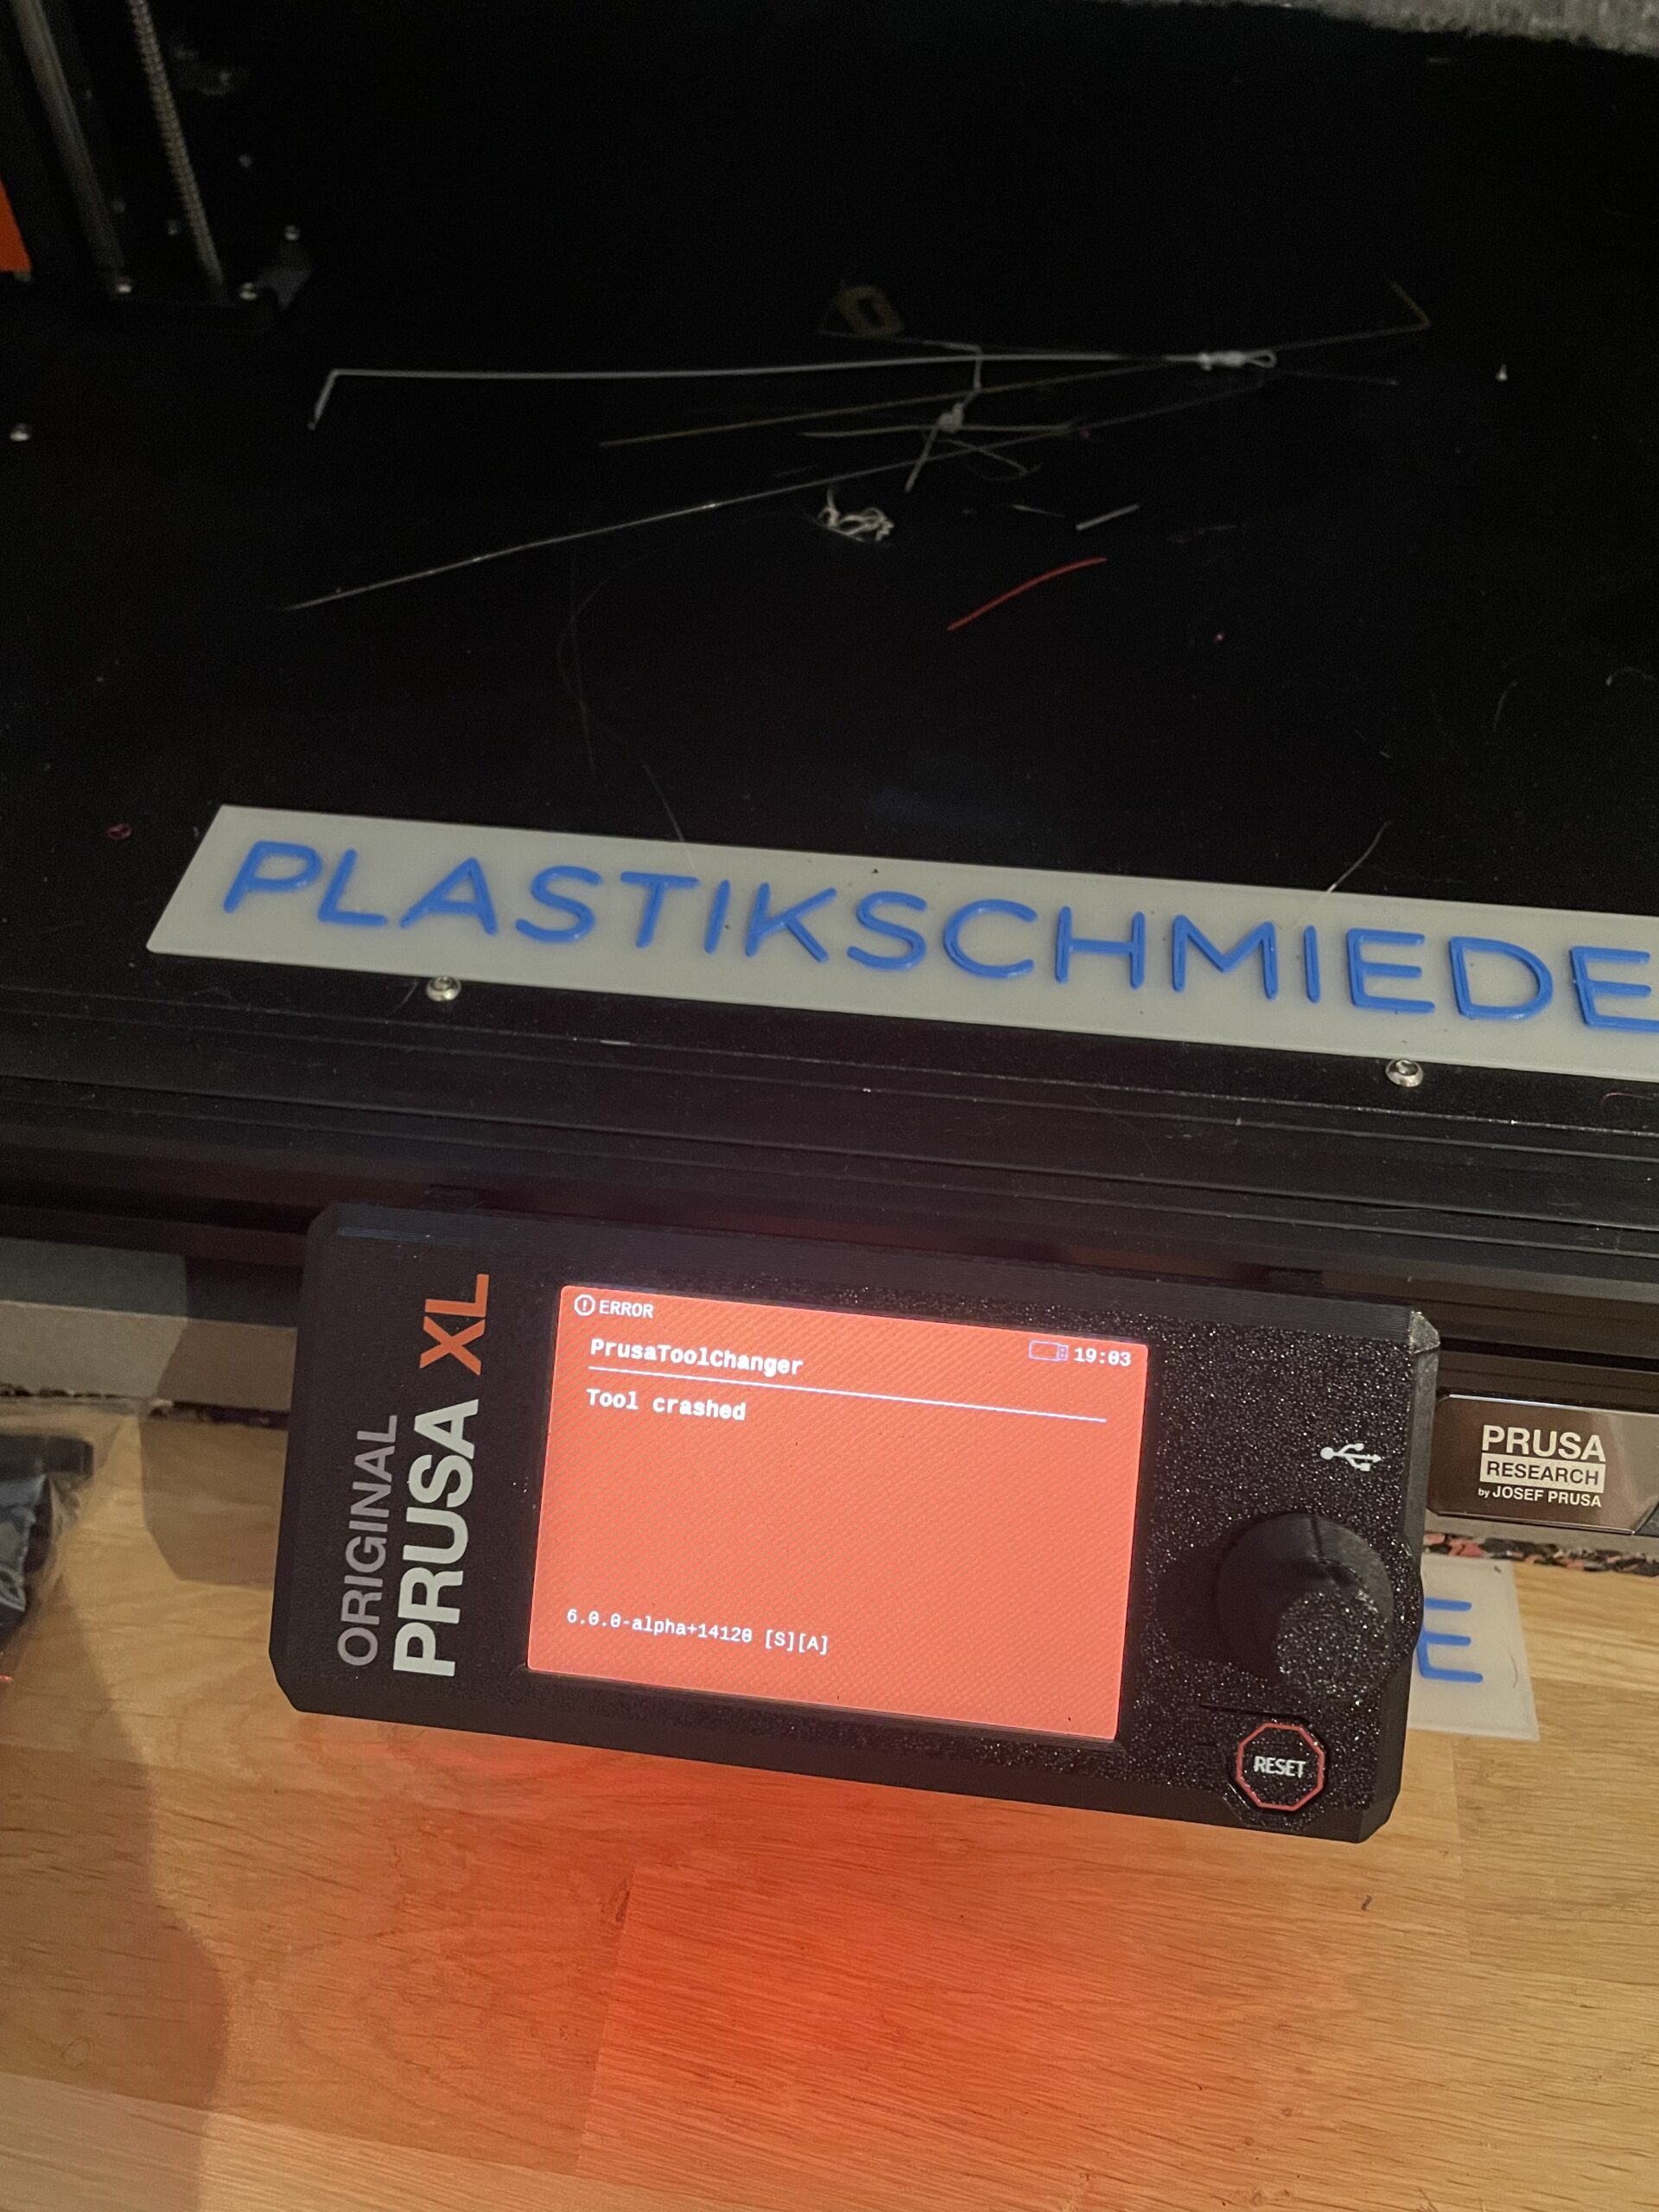 PLASTIKSCHMIEDE
ORIGINAL
PRUSA XL
ERROR
PrusaToolChanger
19:03
Tool crashed
6.0.0-alpha+14120 [S][A]
RESET
PRUSA
RESEARCH
by JOSEF PRUSA
E